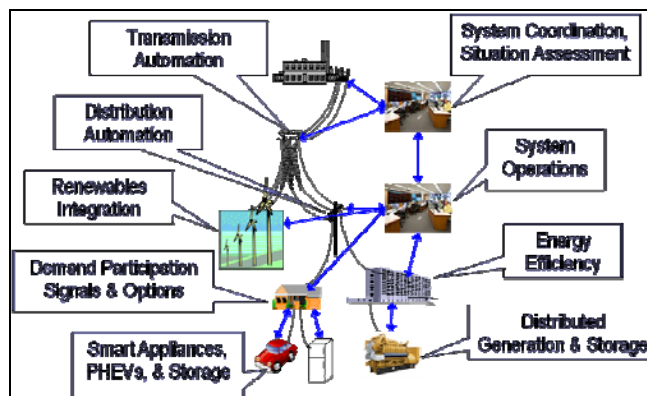 Transmission
Automation
System Coordination,
Situation Assessment
Distribution
Automation
System
Operations
Renewables
Integration
Energy
Efficiency
Demand Participation
Signals & Options
Distributed
Generation & Storage
Smart Appliances,
PHEVs, & Storage